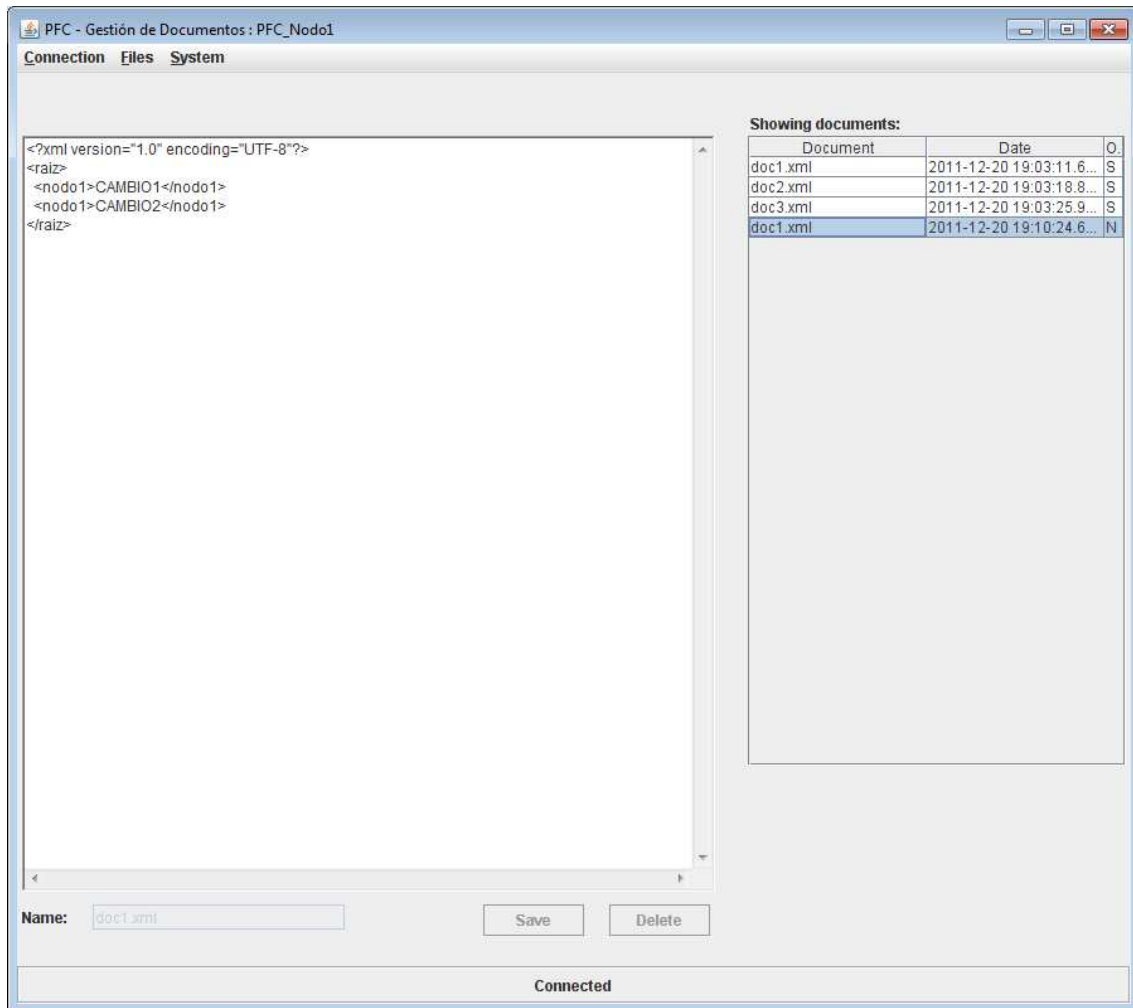 PFC - Gestión de Documentos : PFC_Nodo1
Connection Files System
Showing documents:
<?xml version="1.0" encoding="UTF-8"?>
<raiz>
<nodo1>CAMBIO1</nodo1>
<nodo1>CAMBIO2</nodo1>
</raiz>
Document Date O.
doc1.xml 2011-12-20 19:03:11.6... S
doc2.xml 2011-12-20 19:03:18.8... S
doc3.xml 2011-12-20 19:03:25.9... S
doc1.xml 2011-12-20 19:10:24.6... N
Name: doc1.xml Save Delete
Connected